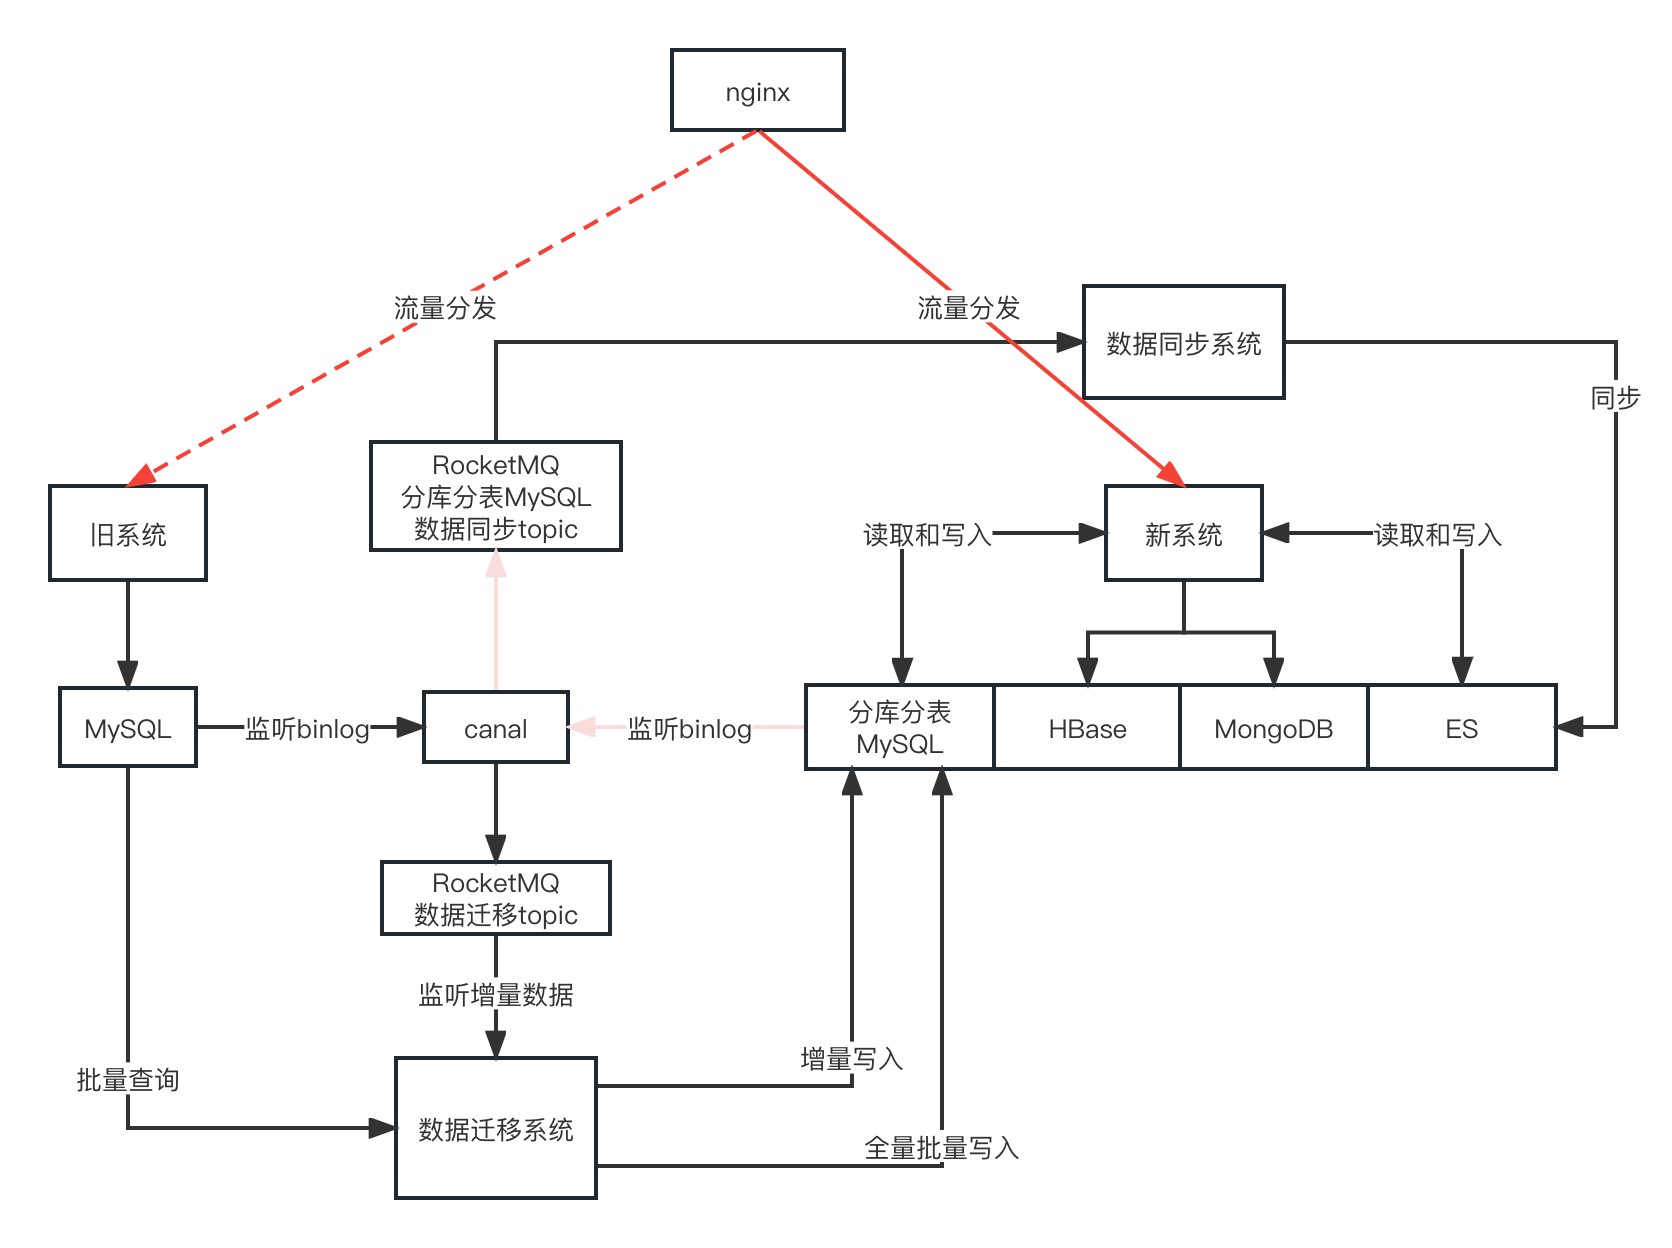 nginx
流量分发
流量分发
数据同步系统
同步
RocketMQ
分库分表MySQL
数据同步topic
旧系统
读取和写入
新系统
读取和写入
MySQL
监听binlog
canal
监听binlog
分库分表
MySQL
HBase
MongoDB
ES
RocketMQ
数据迁移topic
监听增量数据
增量写入
批量查询
数据迁移系统
全量批量写入